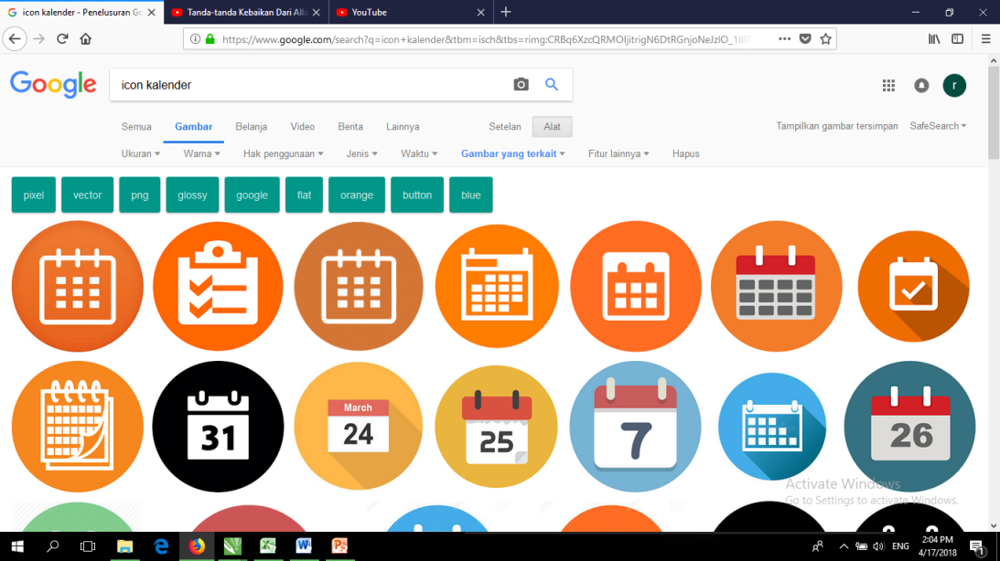 icon kalender - Penelusuran Go
Tanda-tanda Kebaikan Dari Alla
YouTube
https://www.google.com/search?q=icon+kalender&tbm=isch&tbs=rimg:
Google
icon kalender
r
Semua Gambar Belanja Video Berita Lainnya Setelan Alat
Tampilkan gambar tersimpan SafeSearch
Ukuran Warna Hak penggunaan Jenis Waktu Gambar yang terkait Fitur lainnya Hapus
pixel vector png glossy google flat orange button blue
31
March
24
25
7
26
Activate Windows
Go to Settings to activate Windows.
ENG
2:04 PM
4/17/2018
1